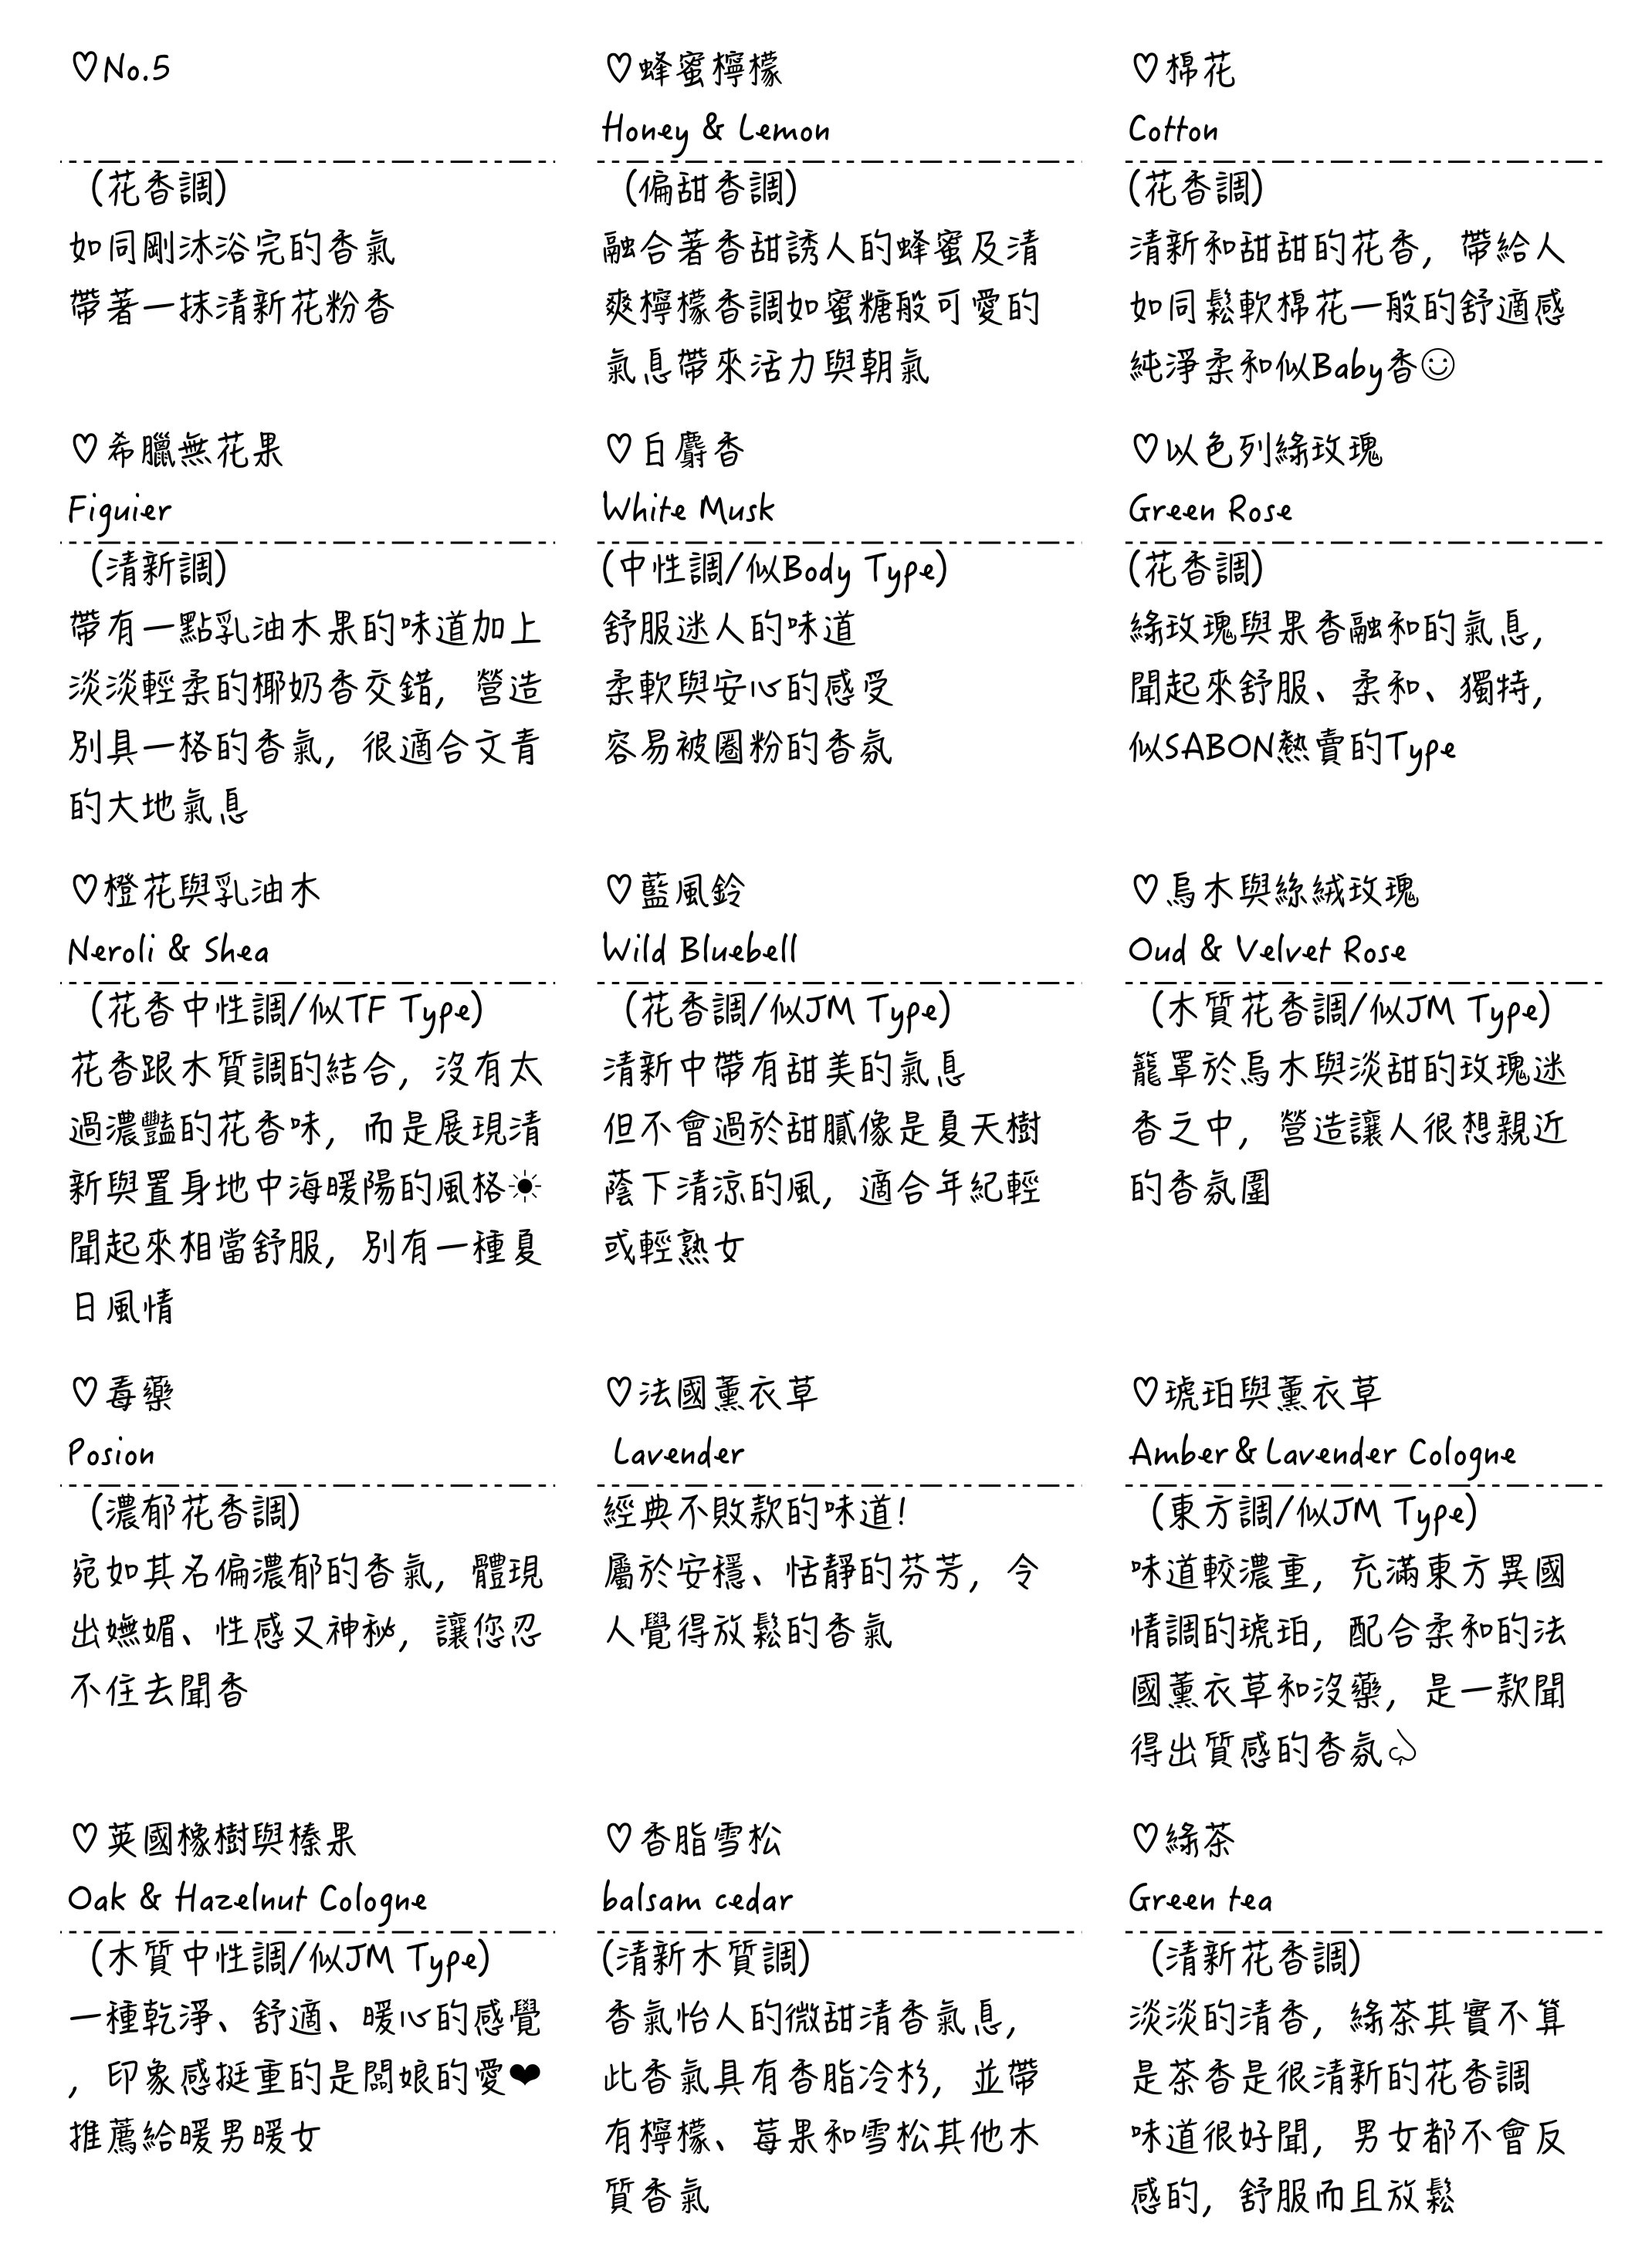 ♡No.5
(花香調)
如同剛沐浴完的香氣
帶著一抹清新花粉香
♡蜂蜜檸檬
Honey & Lemon
(偏甜香調)
融合著香甜誘人的蜂蜜及清
爽檸檬香調如蜜糖般可愛的
氣息帶來活力與朝氣
♡棉花
Cotton
(花香調)
清新和甜甜的花香，帶給人
如同鬆軟棉花一般的舒適感
純淨柔和似Baby香☺
♡希臘無花果
Figuier
(清新調)
帶有一點乳油木果的味道加上
淡淡輕柔的椰奶香交錯，營造
別具一格的香氣，很適合文青
的大地氣息
♡白麝香
White Musk
(中性調/似Body Type)
舒服迷人的味道
柔軟與安心的感受
容易被圈粉的香氛
♡以色列綠玫瑰
Green Rose
(花香調)
綠玫瑰與果香融和的氣息，
聞起來舒服、柔和、獨特，
似SABON熱賣的Type
♡橙花與乳油木
Neroli & Shea
(花香中性調/似TF Type)
花香跟木質調的結合，沒有太
過濃豔的花香味，而是展現清
新與置身地中海暖陽的風格☀
聞起來相當舒服，別有一種夏
日風情
♡藍風鈴
Wild Bluebell
(花香調/似JM Type)
清新中帶有甜美的氣息
但不會過於甜膩像是夏天樹
蔭下清涼的風，適合年紀輕
或輕熟女
♡烏木與絲絨玫瑰
Oud & Velvet Rose
(木質花香調/似JM Type)
籠罩於烏木與淡甜的玫瑰迷
香之中，營造讓人很想親近
的香氛圍
♡毒藥
Posion
(濃郁花香調)
宛如其名偏濃郁的香氣，體現
出嫵媚、性感又神秘，讓您忍
不住去聞香
♡法國薰衣草
Lavender
經典不敗款的味道!
屬於安穩、恬靜的芬芳，令
人覺得放鬆的香氣
♡琥珀與薰衣草
Amber & Lavender Cologne
(東方調/似JM Type)
味道較濃重，充滿東方異國
情調的琥珀，配合柔和的法
國薰衣草和沒藥，是一款聞
得出質感的香氛
♡英國橡樹與榛果
Oak & Hazelnut Cologne
(木質中性調/似JM Type)
一種乾淨、舒適、暖心的感覺
，印象感挺重的是闆娘的愛❤
推薦給暖男暖女
♡香脂雪松
balsam cedar
(清新木質調)
香氣怡人的微甜清香氣息，
此香氣具有香脂冷杉，並帶
有檸檬、莓果和雪松其他木
質香氣
♡綠茶
Green tea
(清新花香調)
淡淡的清香，綠茶其實不算
是茶香是很清新的花香調
味道很好聞，男女都不會反
感的，舒服而且放鬆